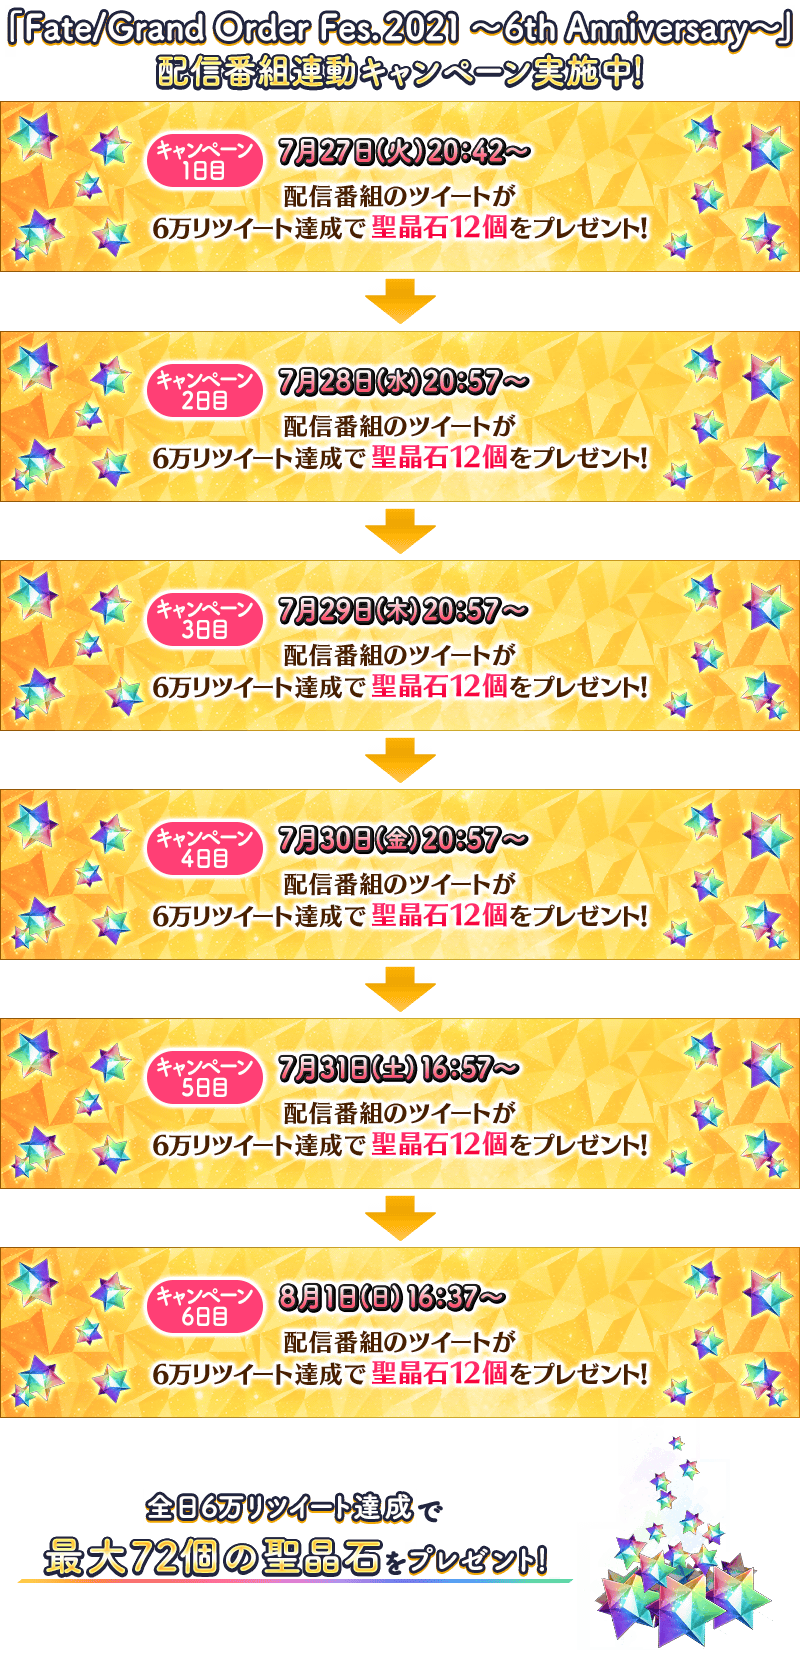 「Fate/Grand Order Fes. 2021 ～6th Anniversary～」
配信番組連動キャンペーン実施中!
キャンペーン
1日目
7月27日(火)20:42～
配信番組のツイートが
6万リツイート達成で聖晶石12個をプレゼント!
キャンペーン
2日目
7月28日(水)20:57～
配信番組のツイートが
6万リツイート達成で聖晶石12個をプレゼント!
キャンペーン
3日目
7月29日(木)20:57～
配信番組のツイートが
6万リツイート達成で聖晶石12個をプレゼント!
キャンペーン
4日目
7月30日(金)20:57～
配信番組のツイートが
6万リツイート達成で聖晶石12個をプレゼント!
キャンペーン
5日目
7月31日(土)16:57～
配信番組のツイートが
6万リツイート達成で聖晶石12個をプレゼント!
キャンペーン
6日目
8月1日(日)16:37～
配信番組のツイートが
6万リツイート達成で聖晶石12個をプレゼント!
全日6万リツイート達成で
最大72個の聖晶石をプレゼント!